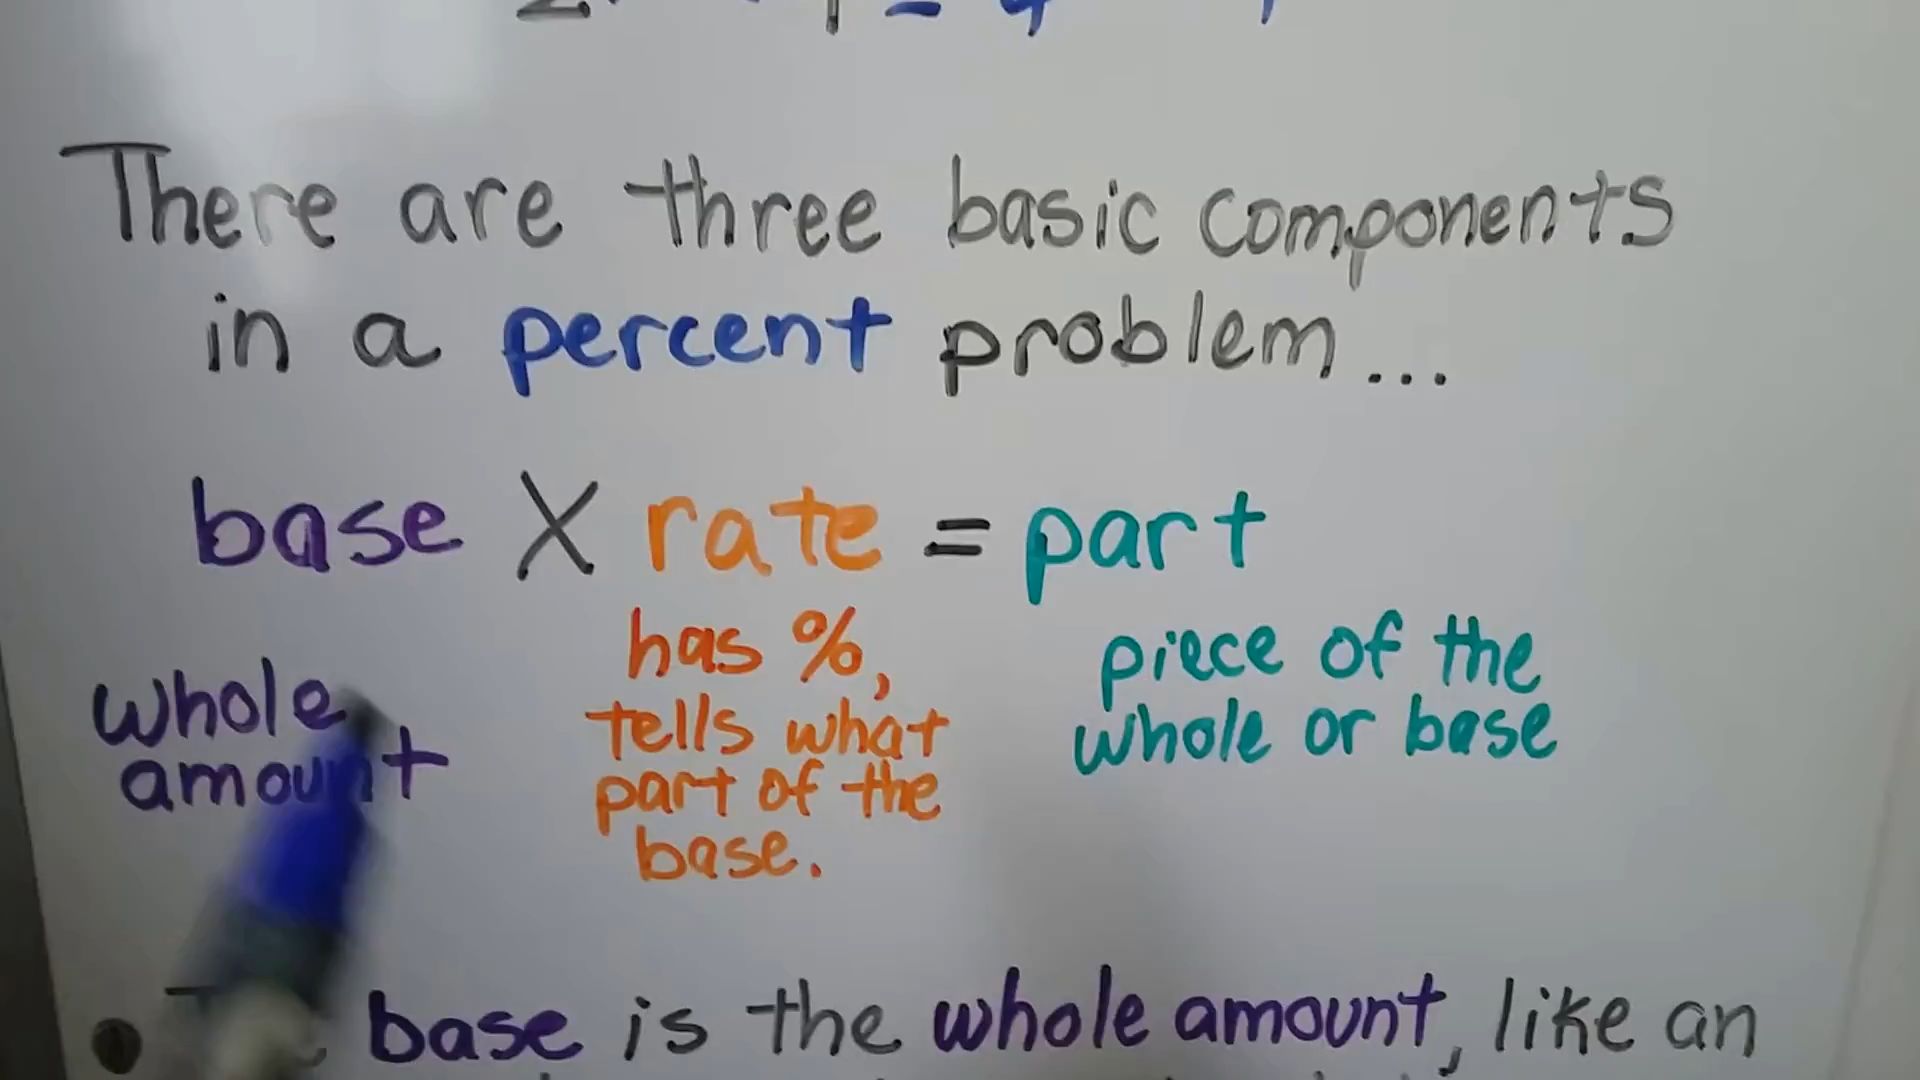 There are three basic components
in a percent problem...
base X rate = part
whole
amount
has %,
tells what
part of the
base.
piece of the
whole or base
base is the whole amount, like an